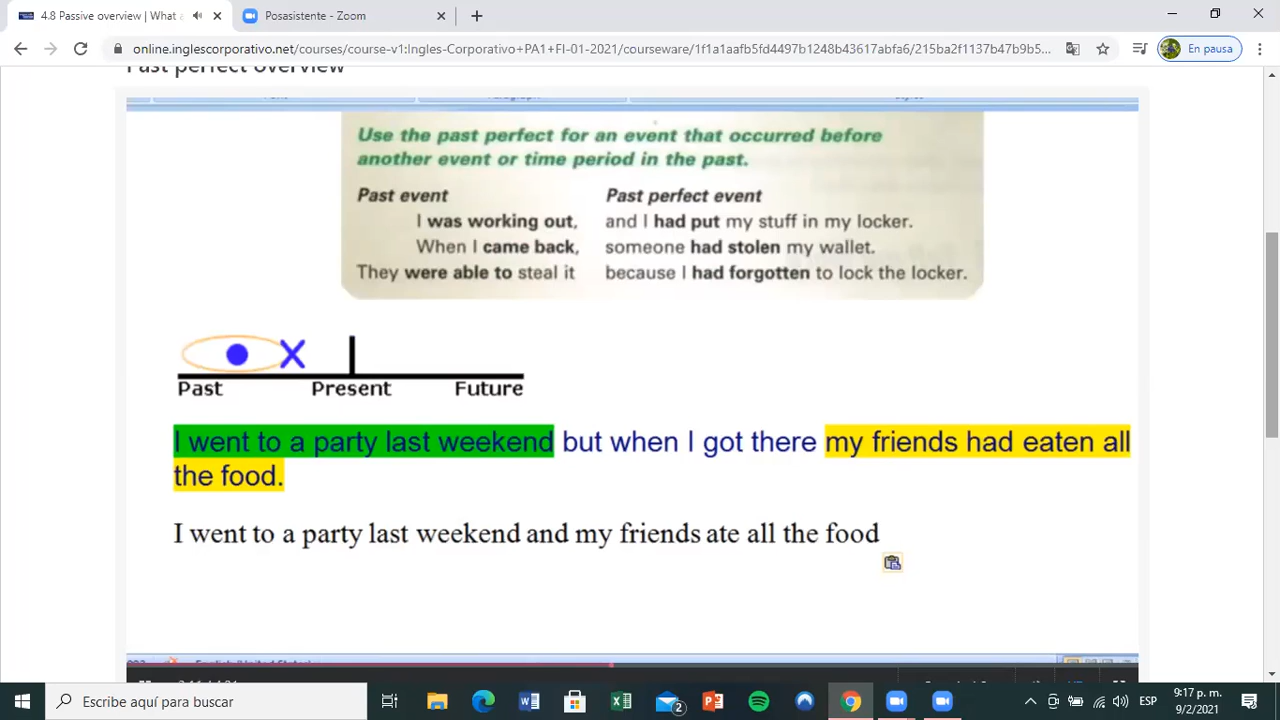 4.8 Passive overview | What a
Posasistente - Zoom
online.inglescorporativo.net/courses/course-v1:Ingles-Corporativo+PA1+FI-01-2021/courseware/1f1a1aafb5fd4497b1248b43617abfa6/215ba2f1137b47b9b5...
En pausa
Past perfect overview
Use the past perfect for an event that occurred before
another event or time period in the past.
Past event Past perfect event
I was working out, and I had put my stuff in my locker.
When I came back, someone had stolen my wallet.
They were able to steal it because I had forgotten to lock the locker.
Past Present Future
I went to a party last weekend but when I got there my friends had eaten all
the food.
I went to a party last weekend and my friends ate all the food
English (United States)
Escribe aquí para buscar
2
ESP
9:17 p. m.
9/2/2021